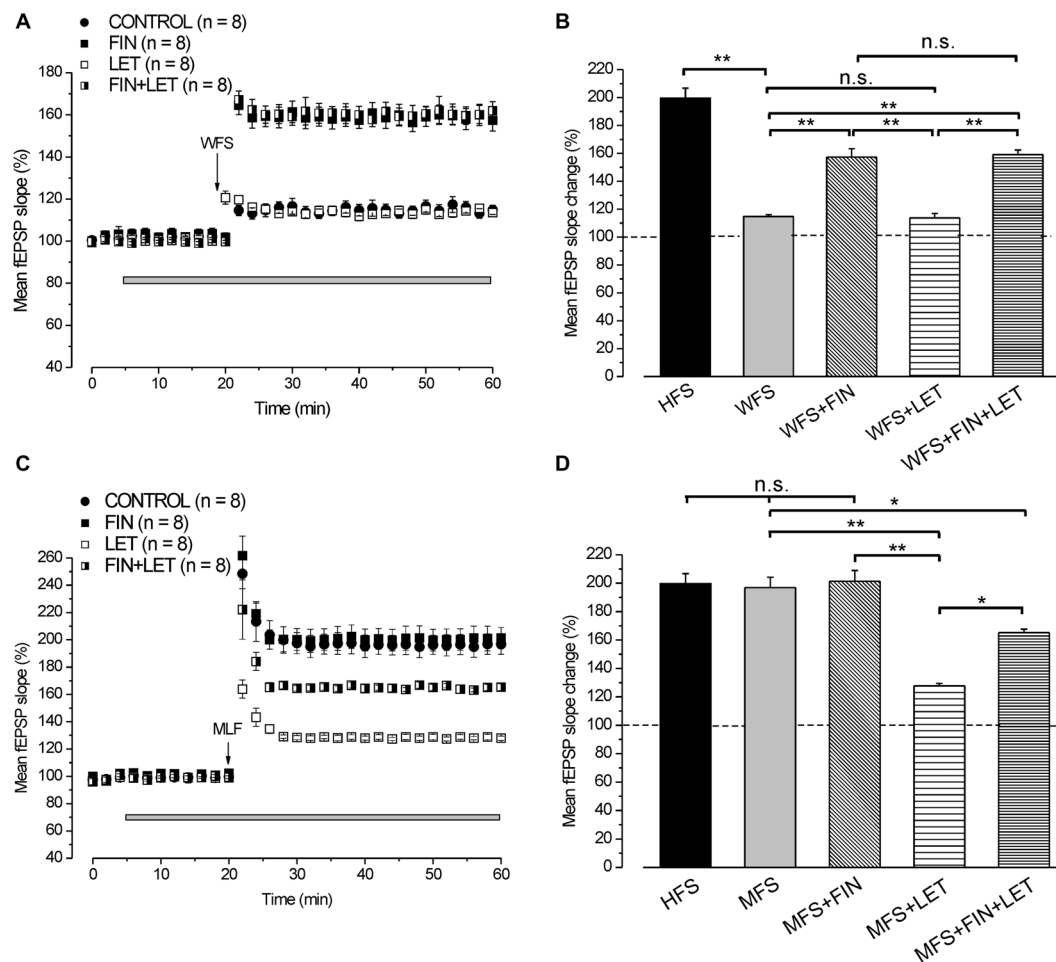 A
CONTROL (n = 8)
FIN (n = 8)
LET (n = 8)
FIN+LET (n = 8)
180
160
140
120
100
80
60
40
Mean fEPSP slope (%)
WFS
0
10
20
30
40
50
60
Time (min)
B
n.s.
**
n.s.
**
**
**
**
220
200
180
160
140
120
100
80
60
40
20
0
Mean fEPSP slope change (%)
HFS
WFS
WFS+FIN
WFS+LET
WFS+FIN+LET
C
CONTROL (n = 8)
FIN (n = 8)
LET (n = 8)
FIN+LET (n = 8)
260
240
220
200
180
160
140
120
100
80
60
40
Mean fEPSP slope (%)
MLF
0
10
20
30
40
50
60
Time (min)
D
n.s.
*
**
**
*
220
200
180
160
140
120
100
80
60
40
20
0
Mean fEPSP slope change (%)
HFS
MFS
MFS+FIN
MFS+LET
MFS+FIN+LET